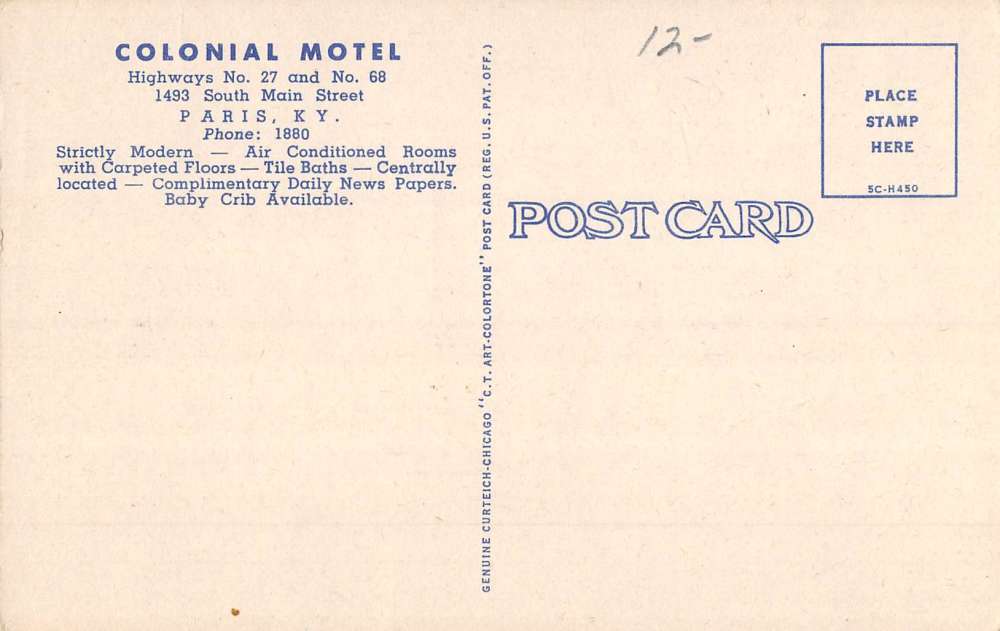 COLONIAL MOTEL
Highways No. 27 and No. 68
1493 South Main Street
PARIS, KY.
Phone: 1880
Strictly Modern — Air Conditioned Rooms
with Carpeted Floors — Tile Baths — Centrally
located — Complimentary Daily News Papers.
Baby Crib Available.
GENUINE CURTEICH-CHICAGO "C.T. ART-COLORTONE" POST CARD (REG. U.S. PAT. OFF.)
12-
POST CARD
PLACE
STAMP
HERE
5C-H450